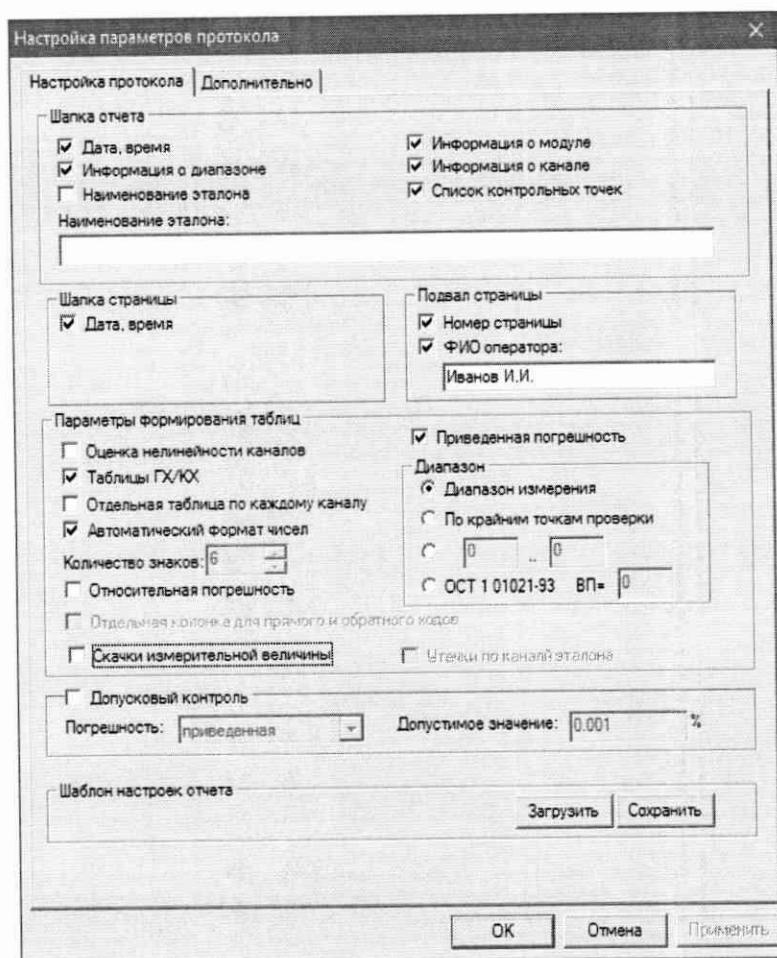 Настройка параметров протокола
Настройка протокола
Дополнительно
Шапка отчета
Дата, время
Информация о модуле
Информация о диапазоне
Информация о канале
Наименование эталона
Список контрольных точек
Наименование эталона:
Шапка страницы
Подвал страницы
Дата, время
Номер страницы
ФИО оператора:
Иванов И.И.
Параметры формирования таблиц
Оценка нелинейности каналов
Приведенная погрешность
Таблицы ГХ/КХ
Диапазон
Диапазон измерения
Отдельная таблица по каждому каналу
По крайним точкам проверки
Автоматический формат чисел
0 .. 0
Количество знаков: 6
Относительная погрешность
ОСТ 1 01021-93 ВП= 0
Отдельная колонка для прямого и обратного ходов
Скачки измерительной величины
Утечки по каналй эталона
Допусковый контроль
Погрешность: приведенная
Допустимое значение: 0.001 %
Шаблон настроек отчета
Загрузить
Сохранить
OK
Отмена
Применить